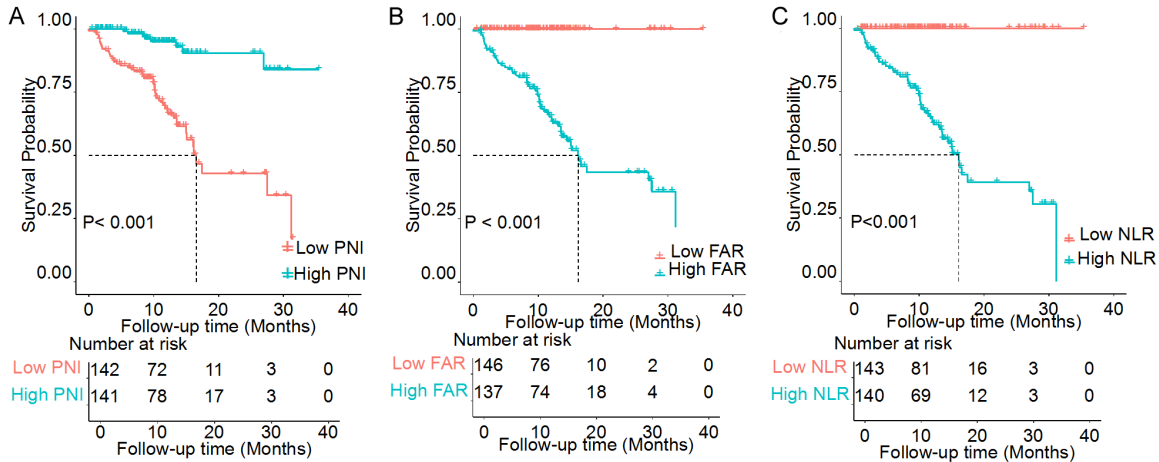 A
Survival Probability
1.00
0.75
0.50
0.25
0.00
P< 0.001
Low PNI
High PNI
0 10 20 30 40
Follow-up time (Months)
Number at risk
Low PNI 142 72 11 3 0
High PNI 141 78 17 3 0
0 10 20 30 40
Follow-up time (Months)
B
Survival Probability
1.00
0.75
0.50
0.25
0.00
P < 0.001
Low FAR
High FAR
0 10 20 30 40
Follow-up time (Months)
Number at risk
Low FAR 146 76 10 2 0
High FAR 137 74 18 4 0
0 10 20 30 40
Follow-up time (Months)
C
Survival Probability
1.00
0.75
0.50
0.25
0.00
P<0.001
Low NLR
High NLR
0 10 20 30 40
Follow-up time (Months)
Number at risk
Low NLR 143 81 16 3 0
High NLR 140 69 12 3 0
0 10 20 30 40
Follow-up time (Months)